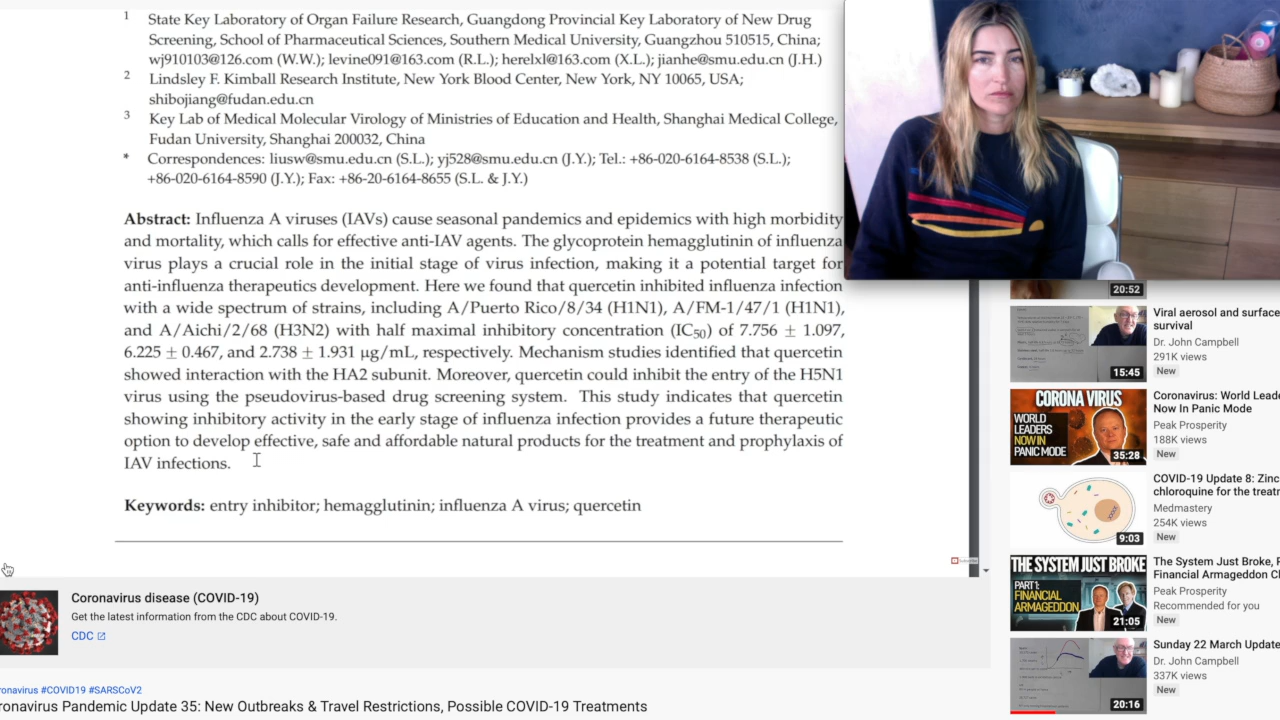 1 State Key Laboratory of Organ Failure Research, Guangdong Provincial Key Laboratory of New Drug
Screening, School of Pharmaceutical Sciences, Southern Medical University, Guangzhou 510515, China;
wj910103@126.com (W.W.); levine091@163.com (R.L.); herelxl@163.com (X.L.); jianhe@smu.edu.cn (J.H.)
2 Lindsley F. Kimball Research Institute, New York Blood Center, New York, NY 10065, USA;
shibojiang@fudan.edu.cn
3 Key Lab of Medical Molecular Virology of Ministries of Education and Health, Shanghai Medical College,
Fudan University, Shanghai 200032, China
* Correspondences: liusw@smu.edu.cn (S.L.); yj528@smu.edu.cn (J.Y.); Tel.: +86-020-6164-8538 (S.L.);
+86-020-6164-8590 (J.Y.); Fax: +86-20-6164-8655 (S.L. & J.Y.)
Abstract: Influenza A viruses (IAVs) cause seasonal pandemics and epidemics with high morbidity
and mortality, which calls for effective anti-IAV agents. The glycoprotein hemagglutinin of influenza
virus plays a crucial role in the initial stage of virus infection, making it a potential target for
anti-influenza therapeutics development. Here we found that quercetin inhibited influenza infection
with a wide spectrum of strains, including A/Puerto Rico/8/34 (H1N1), A/FM-1/47/1 (H1N1),
and A/Aichi/2/68 (H3N2) with half maximal inhibitory concentration (IC50) of 7.756 ± 1.097,
6.225 ± 0.467, and 2.738 ± 1.931 µg/mL, respectively. Mechanism studies identified that quercetin
showed interaction with the HA2 subunit. Moreover, quercetin could inhibit the entry of the H5N1
virus using the pseudovirus-based drug screening system. This study indicates that quercetin
showing inhibitory activity in the early stage of influenza infection provides a future therapeutic
option to develop effective, safe and affordable natural products for the treatment and prophylaxis of
IAV infections.
Keywords: entry inhibitor; hemagglutinin; influenza A virus; quercetin
Coronavirus disease (COVID-19)
Get the latest information from the CDC about COVID-19.
CDC
ronavirus #COVID19 #SARSCoV2
ronavirus Pandemic Update 35: New Outbreaks & Travel Restrictions, Possible COVID-19 Treatments
20:52
Viral aerosol and surface
survival
Dr. John Campbell
291K views
New
15:45
Coronavirus: World Leade
Now In Panic Mode
Peak Prosperity
188K views
New
CORONA VIRUS
WORLD
LEADERS
NOW IN
PANIC MODE
35:28
COVID-19 Update 8: Zinc
chloroquine for the treatm
Medmastery
254K views
New
9:03
The System Just Broke, P
Financial Armageddon C
Peak Prosperity
Recommended for you
New
THE SYSTEM JUST BROKE
PART 1:
FINANCIAL
ARMAGEDDON
21:05
Sunday 22 March Update
Dr. John Campbell
337K views
New
20:16